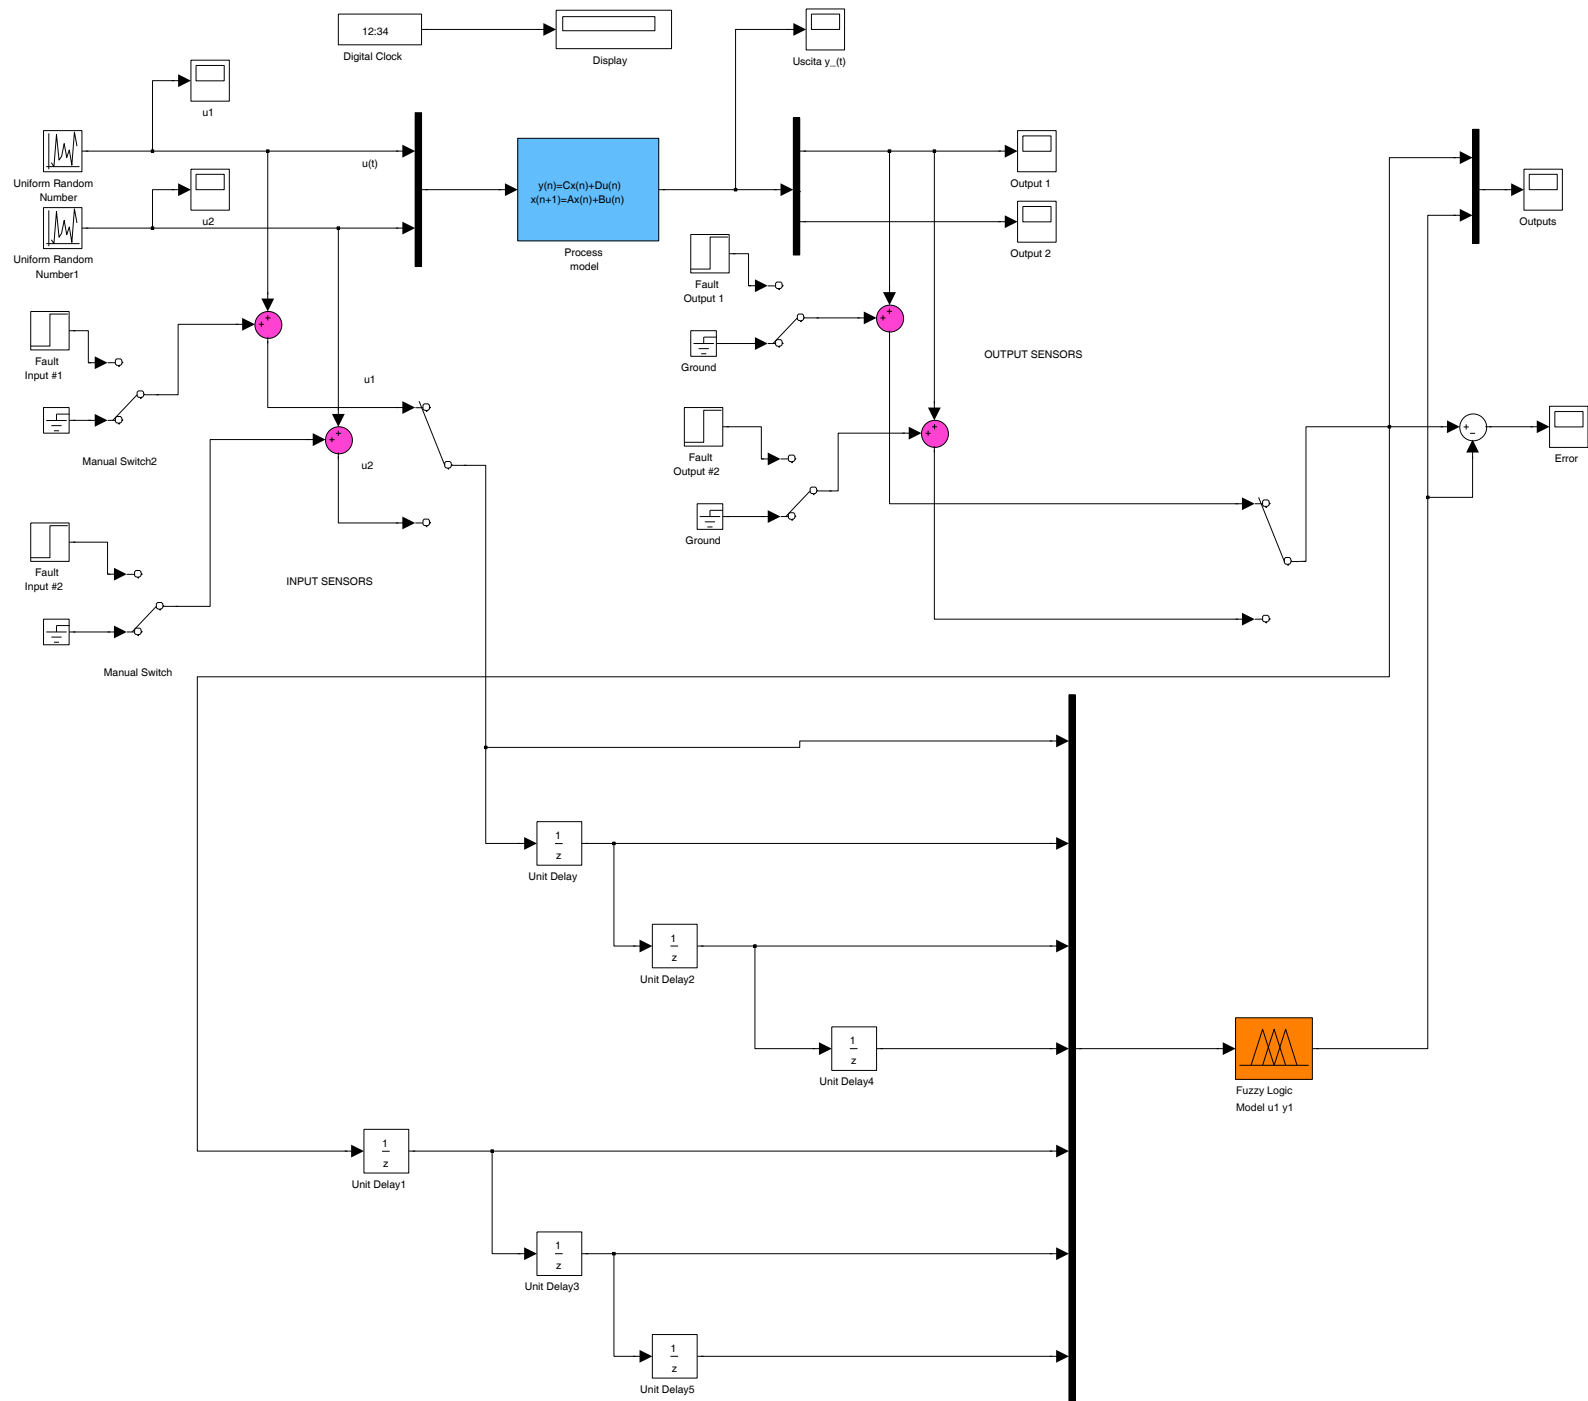 12:34
Digital Clock
Display
Uscita y_(t)
u1
Uniform Random
Number
u(t)
u2
Uniform Random
Number1
y(n)=Cx(n)+Du(n)
x(n+1)=Ax(n)+Bu(n)
Process
model
Output 1
Output 2
Outputs
Fault
Output 1
+
+
Ground
OUTPUT SENSORS
+
+
Fault
Input #1
Manual Switch2
u1
+
+
u2
Fault
Output #2
+
+
Ground
+
−
Error
Fault
Input #2
INPUT SENSORS
Manual Switch
1
z
Unit Delay
1
z
Unit Delay2
1
z
Unit Delay4
Fuzzy Logic
Model u1 y1
1
z
Unit Delay1
1
z
Unit Delay3
1
z
Unit Delay5